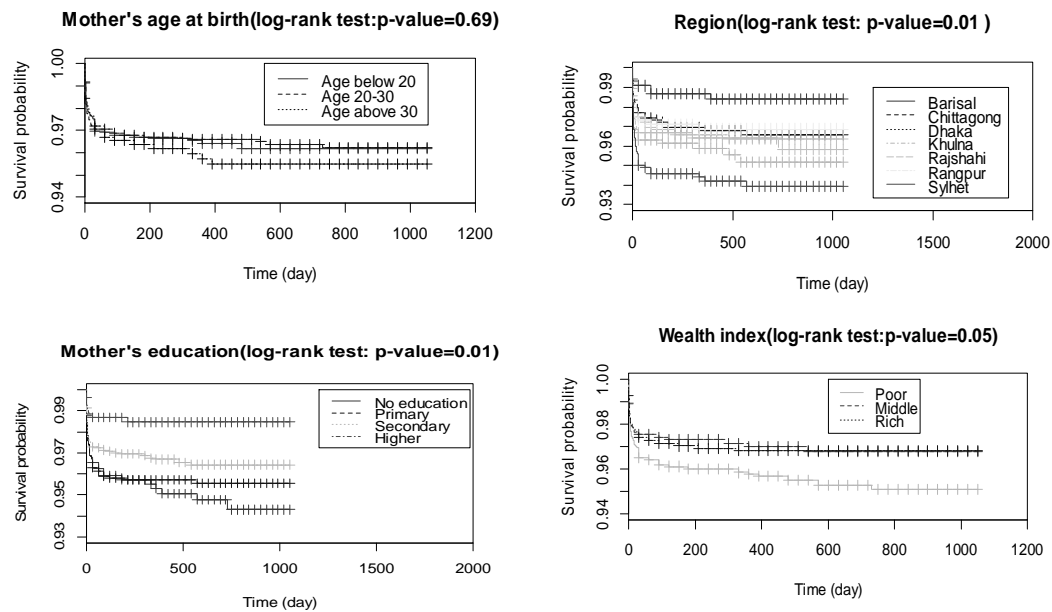 Mother's age at birth(log-rank test:p-value=0.69)
Survival probability
1.00
0.97
0.94
Age below 20
Age 20-30
Age above 30
0 200 400 600 800 1000 1200
Time (day)
Region(log-rank test: p-value=0.01 )
Survival probability
0.99
0.96
0.93
Barisal
Chittagong
Dhaka
Khulna
Rajshahi
Rangpur
Sylhet
0 500 1000 1500 2000
Time (day)
Mother's education(log-rank test: p-value=0.01)
Survival probability
0.99
0.97
0.95
0.93
No education
Primary
Secondary
Higher
0 500 1000 1500 2000
Time (day)
Wealth index(log-rank test:p-value=0.05)
Survival probability
1.00
0.98
0.96
0.94
Poor
Middle
Rich
0 200 400 600 800 1000 1200
Time (day)